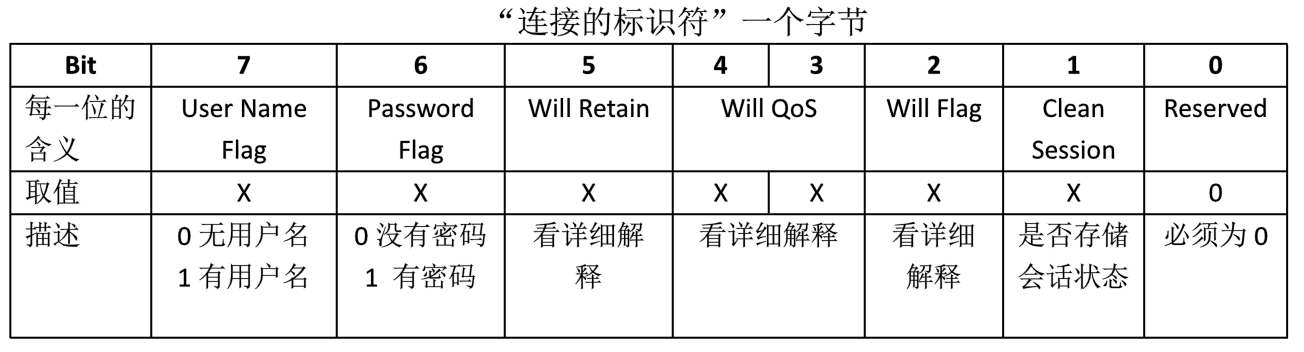 “连接的标识符”一个字节
Bit 7 6 5 4 3 2 1 0
每一位的含义 User Name Flag Password Flag Will Retain Will QoS Will Flag Clean Session Reserved
取值 X X X X X X X 0
描述 0 无用户名 1 有用户名 0 没有密码 1 有密码 看详细解释 看详细解释 看详细解释 是否存储会话状态 必须为 0